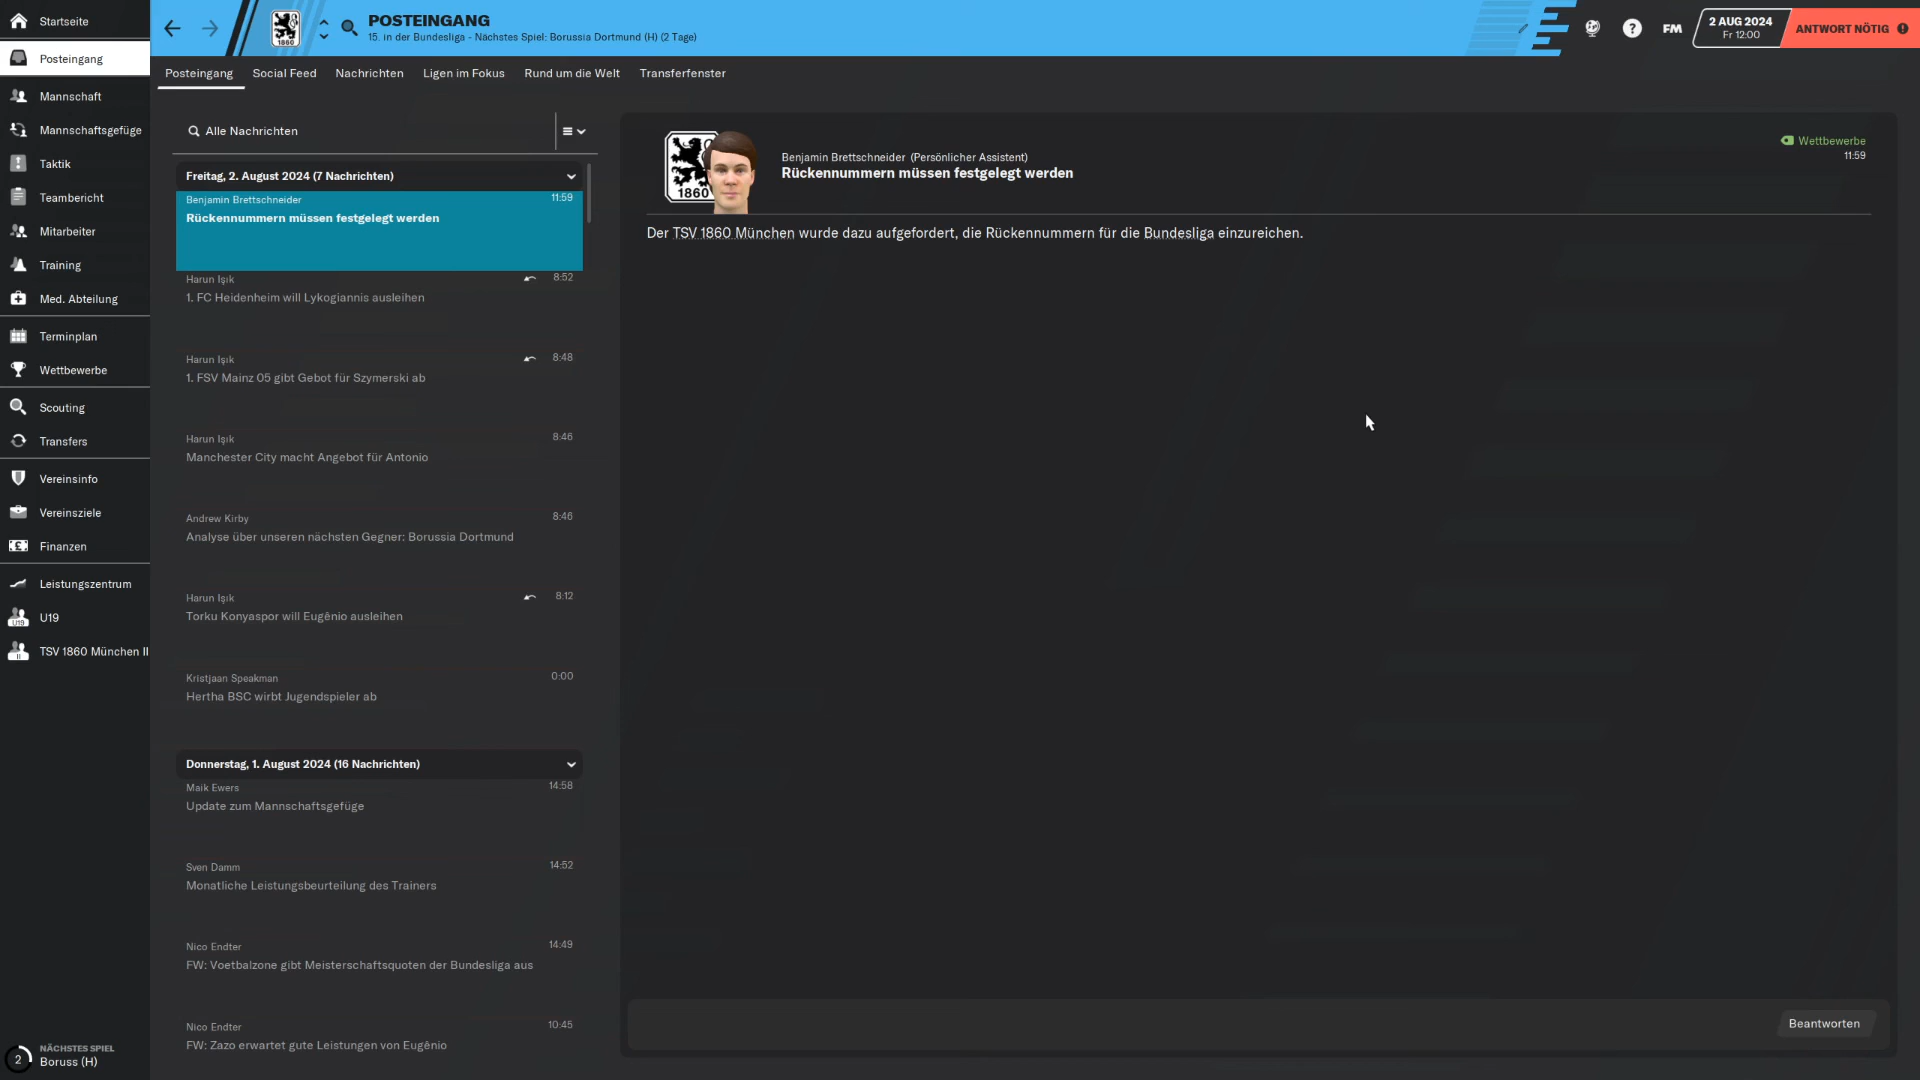 Startseite
Posteingang
Mannschaft
Mannschaftsgefüge
Taktik
Teambericht
Mitarbeiter
Training
Med. Abteilung
Terminplan
Wettbewerbe
Scouting
Transfers
Vereinsinfo
Vereinsziele
Finanzen
Leistungszentrum
U19
U19
TSV 1860 München II
II
2
NÄCHSTES SPIEL
Boruss (H)
1860
POSTEINGANG
15. in der Bundesliga - Nächstes Spiel: Borussia Dortmund (H) (2 Tage)
?
FM
2 AUG 2024
Fr 12:00
ANTWORT NÖTIG
Posteingang
Social Feed
Nachrichten
Ligen im Fokus
Rund um die Welt
Transferfenster
Alle Nachrichten
Freitag, 2. August 2024 (7 Nachrichten)
Benjamin Brettschneider 11:59
Rückennummern müssen festgelegt werden
Harun Işık 8:52
1. FC Heidenheim will Lykogiannis ausleihen
Harun Işık 8:48
1. FSV Mainz 05 gibt Gebot für Szymerski ab
Harun Işık 8:46
Manchester City macht Angebot für Antonio
Andrew Kirby 8:46
Analyse über unseren nächsten Gegner: Borussia Dortmund
Harun Işık 8:12
Torku Konyaspor will Eugênio ausleihen
Kristjaan Speakman 0:00
Hertha BSC wirbt Jugendspieler ab
Donnerstag, 1. August 2024 (16 Nachrichten)
Maik Ewers 14:58
Update zum Mannschaftsgefüge
Sven Damm 14:52
Monatliche Leistungsbeurteilung des Trainers
Nico Endter 14:49
FW: Voetbalzone gibt Meisterschaftsquoten der Bundesliga aus
Nico Endter 10:45
FW: Zazo erwartet gute Leistungen von Eugênio
1860
Benjamin Brettschneider (Persönlicher Assistent)
Rückennummern müssen festgelegt werden
Wettbewerbe
11:59
Der TSV 1860 München wurde dazu aufgefordert, die Rückennummern für die Bundesliga einzureichen.
Beantworten